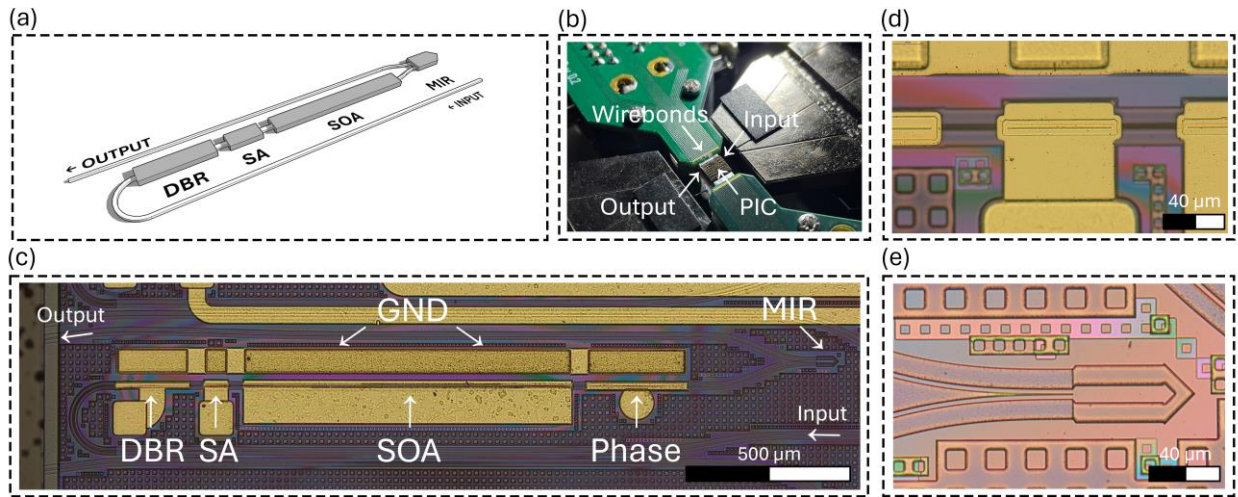 (a)
← OUTPUT
DBR
SA
SOA
MIR
← INPUT
(b)
Wirebonds
Input
Output
PIC
(d)
40 µm
(c)
Output
GND
MIR
Input
DBR
SA
SOA
Phase
500 µm
(e)
40 µm